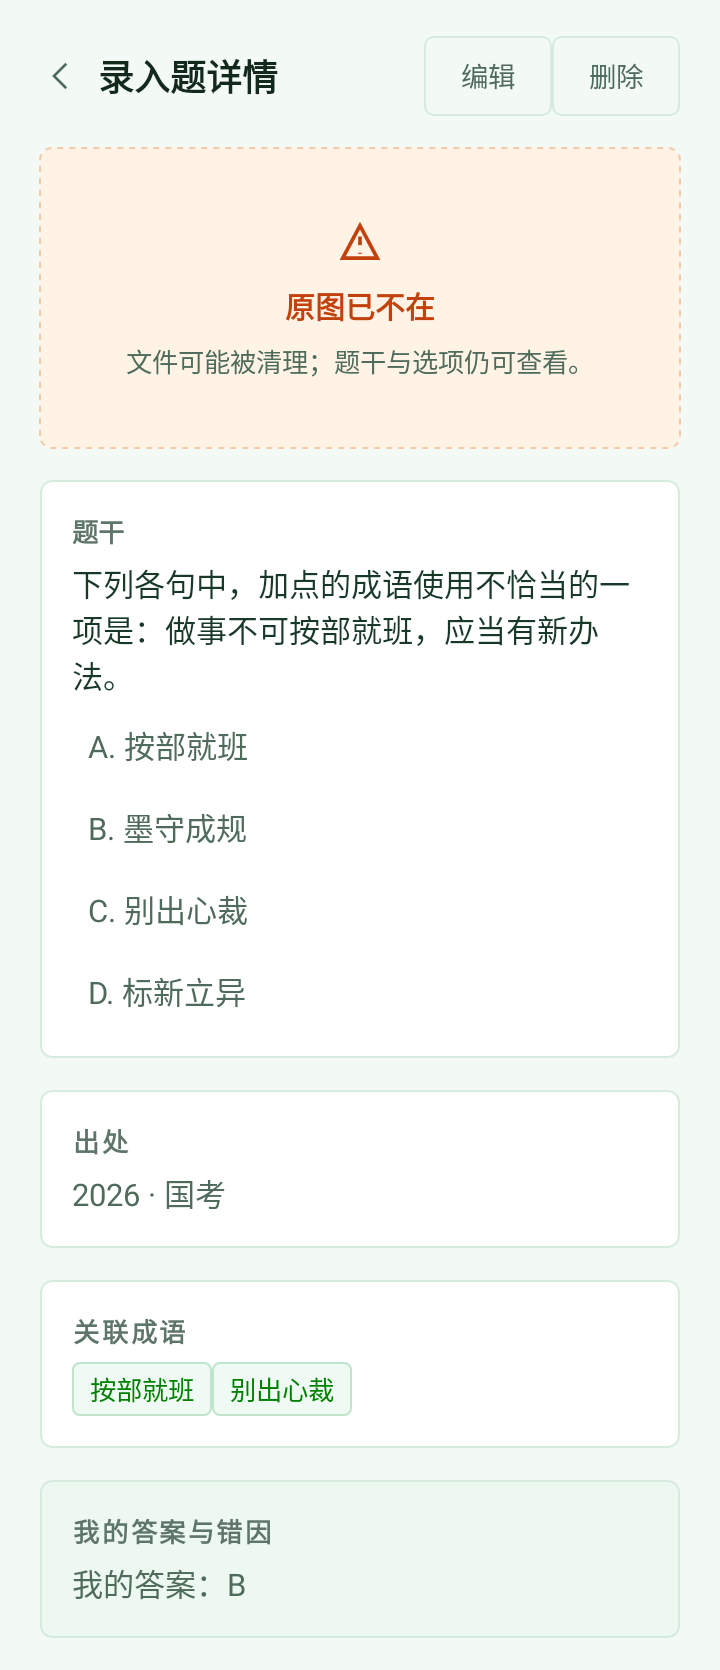 录入题详情
编辑
删除
原图已不在
文件可能被清理；题干与选项仍可查看。
题干
下列各句中，加点的成语使用不恰当的一
项是：做事不可按部就班，应当有新办
法。
A. 按部就班
B. 墨守成规
C. 别出心裁
D. 标新立异
出处
2026 · 国考
关联成语
按部就班
别出心裁
我的答案与错因
我的答案：B